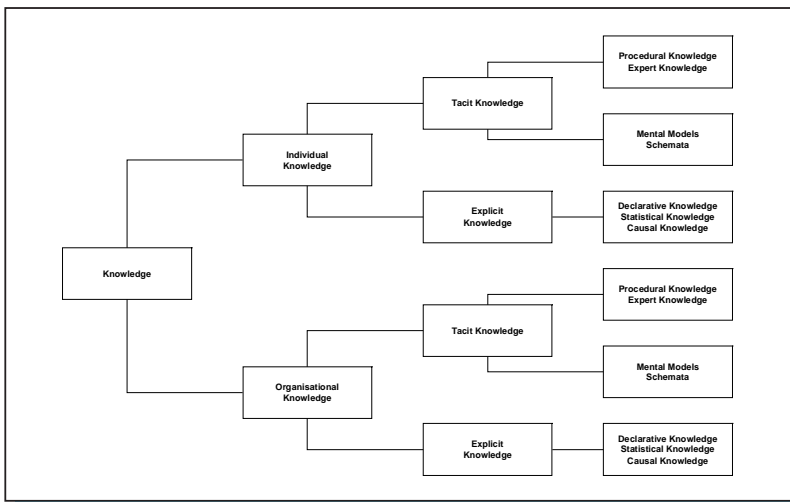 Procedural Knowledge
Expert Knowledge
Tacit Knowledge
Mental Models
Schemata
Individual
Knowledge
Explicit
Knowledge
Declarative Knowledge
Statistical Knowledge
Causal Knowledge
Knowledge
Procedural Knowledge
Expert Knowledge
Tacit Knowledge
Mental Models
Schemata
Organisational
Knowledge
Explicit
Knowledge
Declarative Knowledge
Statistical Knowledge
Causal Knowledge